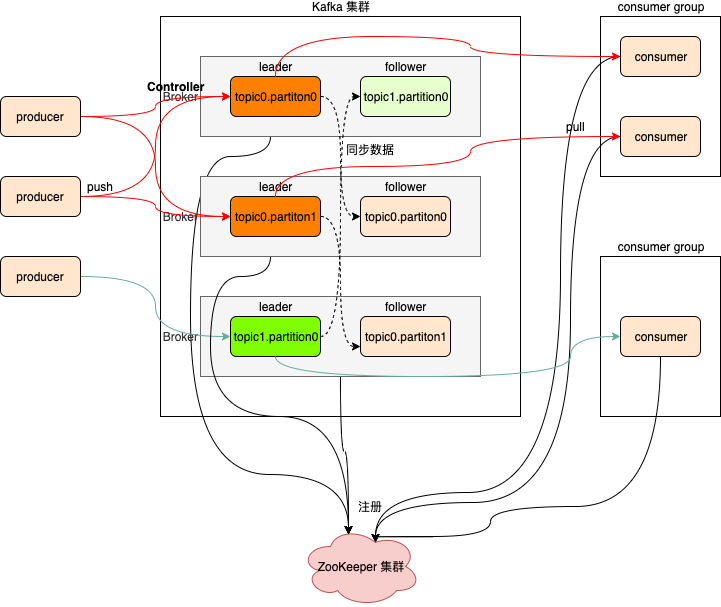 Kafka 集群
consumer group
leader
follower
consumer
Controller
Broker
topic0.partiton0
topic1.partition0
producer
push
pull
consumer
同步数据
leader
follower
producer
Broker
topic0.partiton1
topic0.partiton0
consumer group
producer
leader
follower
Broker
topic1.partition0
topic0.partiton1
consumer
注册
ZooKeeper 集群